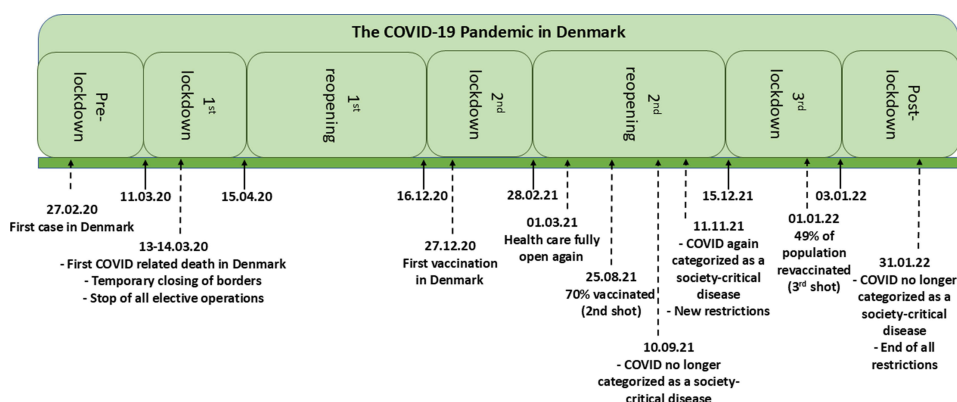 The COVID-19 Pandemic in Denmark
Pre-
lockdown
1st
lockdown
1st
reopening
2nd
lockdown
2nd
reopening
3rd
lockdown
Post-
lockdown
27.02.20
First case in Denmark
11.03.20
13-14.03.20
- First COVID related death in Denmark
- Temporary closing of borders
- Stop of all elective operations
15.04.20
16.12.20
27.12.20
First vaccination
in Denmark
28.02.21
01.03.21
Health care fully
open again
25.08.21
70% vaccinated
(2nd shot)
10.09.21
- COVID no longer
categorized as a society-
critical disease
11.11.21
- COVID again
categorized as a
society-critical
disease
- New restrictions
15.12.21
01.01.22
49% of
population
revaccinated
(3rd shot)
03.01.22
31.01.22
- COVID no longer
categorized as a
society-critical
disease
- End of all
restrictions